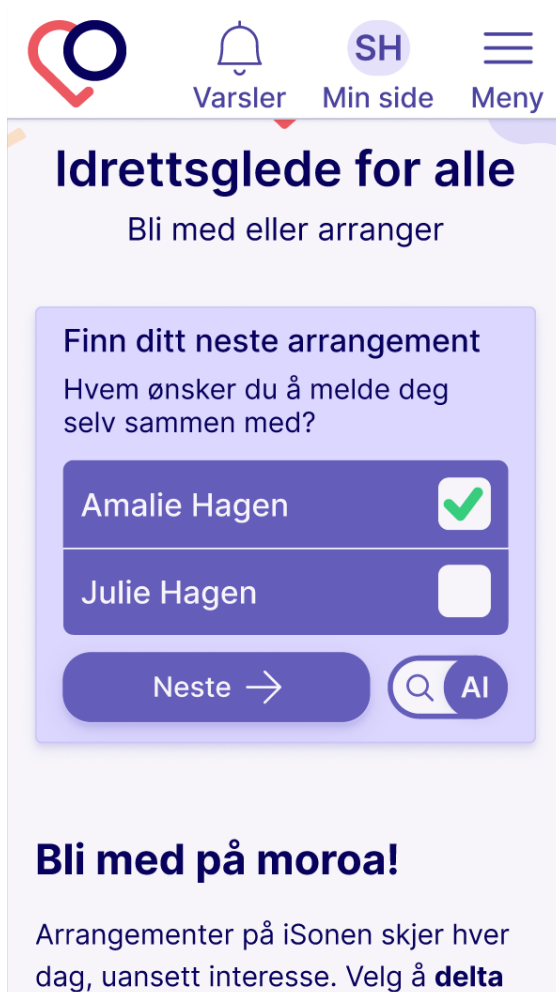 SH
Varsler
Min side
Meny
Idrettsglede for alle
Bli med eller arranger
Finn ditt neste arrangement
Hvem ønsker du å melde deg
selv sammen med?
Amalie Hagen
Julie Hagen
Neste →
AI
Bli med på moroa!
Arrangementer på iSonen skjer hver
dag, uansett interesse. Velg å delta